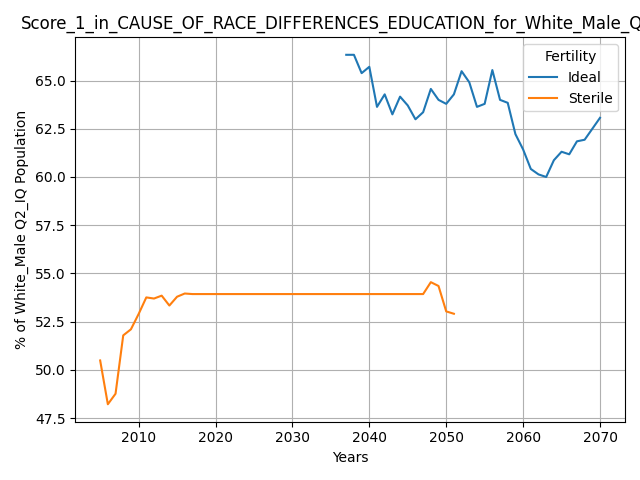 Score_1_in_CAUSE_OF_RACE_DIFFERENCES_EDUCATION_for_White_Male_Q
Fertility
Ideal
Sterile
% of White_Male Q2_IQ Population
65.0
62.5
60.0
57.5
55.0
52.5
50.0
47.5
2010 2020 2030 2040 2050 2060 2070
Years